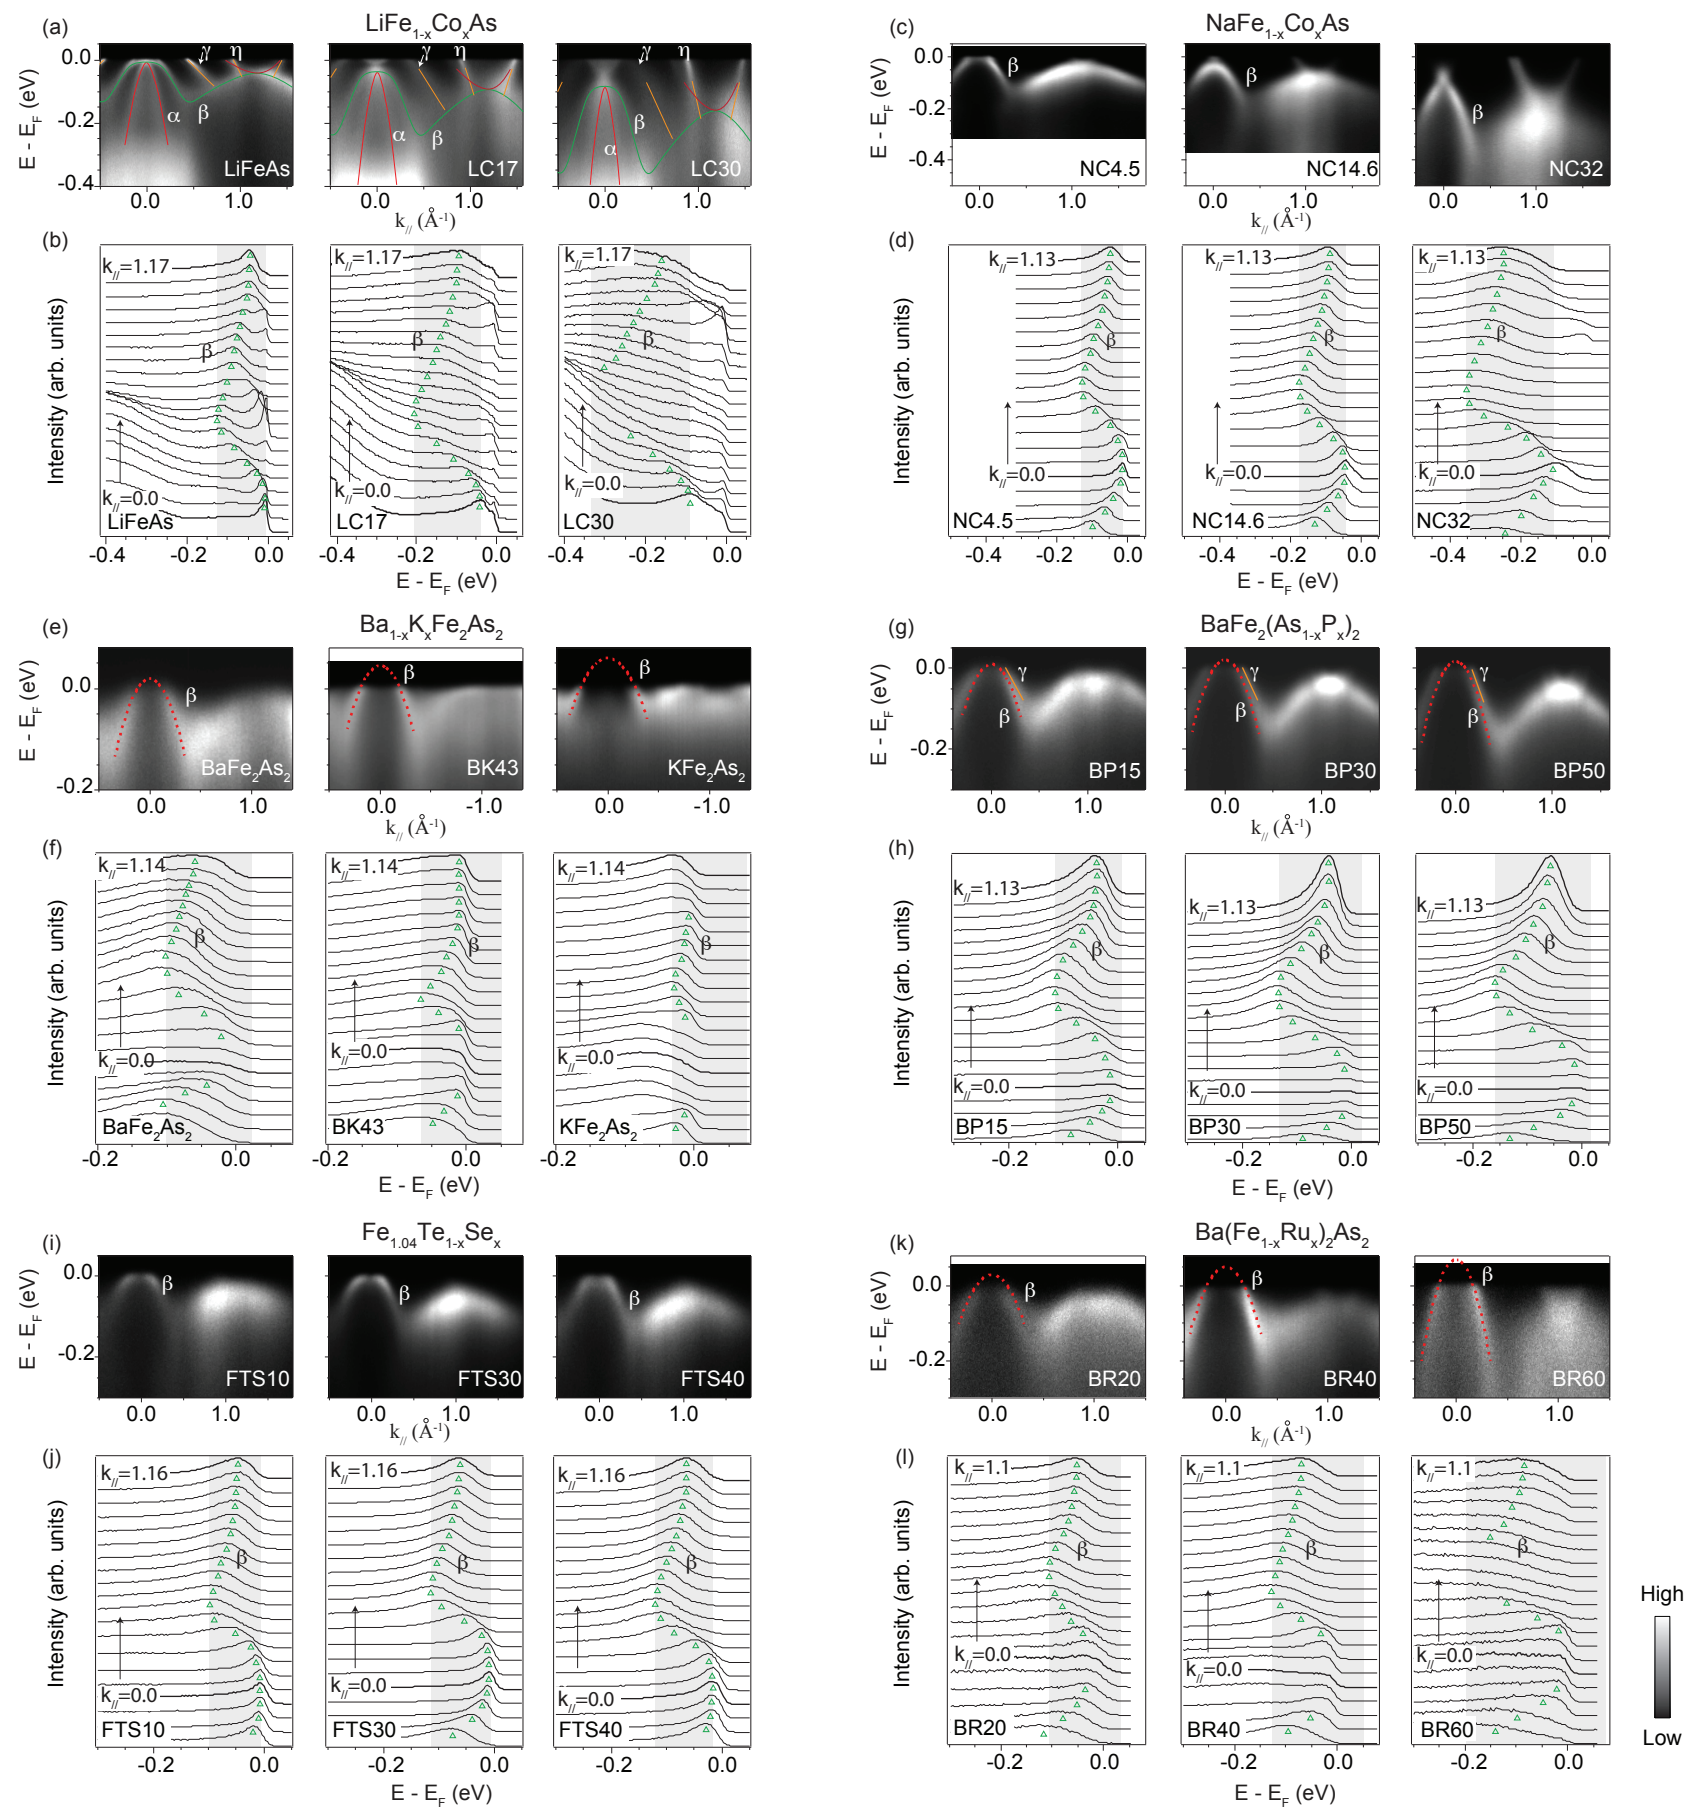 (a)
LiFe1-xCoxAs
E - EF (eV)
0.0
-0.2
-0.4
γ η
α β
LiFeAs
γ η
α β
LC17
γ η
β
α
LC30
0.0 1.0
0.0 1.0
0.0 1.0
k// (Å-1)
(b)
Intensity (arb. units)
k//=1.17
β
k//=0.0
LiFeAs
k//=1.17
β
k//=0.0
LC17
k//=1.17
β
k//=0.0
LC30
-0.4 -0.2 0.0
-0.4 -0.2 0.0
-0.4 -0.2 0.0
E - EF (eV)
(c)
NaFe1-xCoxAs
E - EF (eV)
0.0
-0.2
-0.4
β
NC4.5
β
NC14.6
β
NC32
0.0 1.0
0.0 1.0
0.0 1.0
k// (Å-1)
(d)
Intensity (arb. units)
k//=1.13
β
k//=0.0
NC4.5
k//=1.13
β
k//=0.0
NC14.6
k//=1.13
β
k//=0.0
NC32
-0.4 -0.2 0.0
-0.4 -0.2 0.0
-0.4 -0.2 0.0
E - EF (eV)
(e)
Ba1-xKxFe2As2
E - EF (eV)
0.0
-0.2
β
BaFe2As2
β
BK43
β
KFe2As2
0.0 1.0
0.0 -1.0
0.0 -1.0
k// (Å-1)
(f)
Intensity (arb. units)
k//=1.14
β
k//=0.0
BaFe2As2
k//=1.14
β
k//=0.0
BK43
k//=1.14
β
k//=0.0
KFe2As2
-0.2 0.0
-0.2 0.0
-0.2 0.0
E - EF (eV)
(g)
BaFe2(As1-xPx)2
E - EF (eV)
0.0
-0.2
γ
β
BP15
γ
β
BP30
γ
β
BP50
0.0 1.0
0.0 1.0
0.0 1.0
k// (Å-1)
(h)
Intensity (arb. units)
k//=1.13
β
k//=0.0
BP15
k//=1.13
β
k//=0.0
BP30
k//=1.13
β
k//=0.0
BP50
-0.2 0.0
-0.2 0.0
-0.2 0.0
E - EF (eV)
(i)
Fe1.04Te1-xSex
E - EF (eV)
0.0
-0.2
β
FTS10
β
FTS30
β
FTS40
0.0 1.0
0.0 1.0
0.0 1.0
k// (Å-1)
(j)
Intensity (arb. units)
k//=1.16
β
k//=0.0
FTS10
k//=1.16
β
k//=0.0
FTS30
k//=1.16
β
k//=0.0
FTS40
-0.2 0.0
-0.2 0.0
-0.2 0.0
E - EF (eV)
(k)
Ba(Fe1-xRux)2As2
E - EF (eV)
0.0
-0.2
β
BR20
β
BR40
β
BR60
0.0 1.0
0.0 1.0
0.0 1.0
k// (Å-1)
(l)
Intensity (arb. units)
k//=1.1
β
k//=0.0
BR20
k//=1.1
β
k//=0.0
BR40
k//=1.1
β
k//=0.0
BR60
-0.2 0.0
-0.2 0.0
-0.2 0.0
E - EF (eV)
High
Low